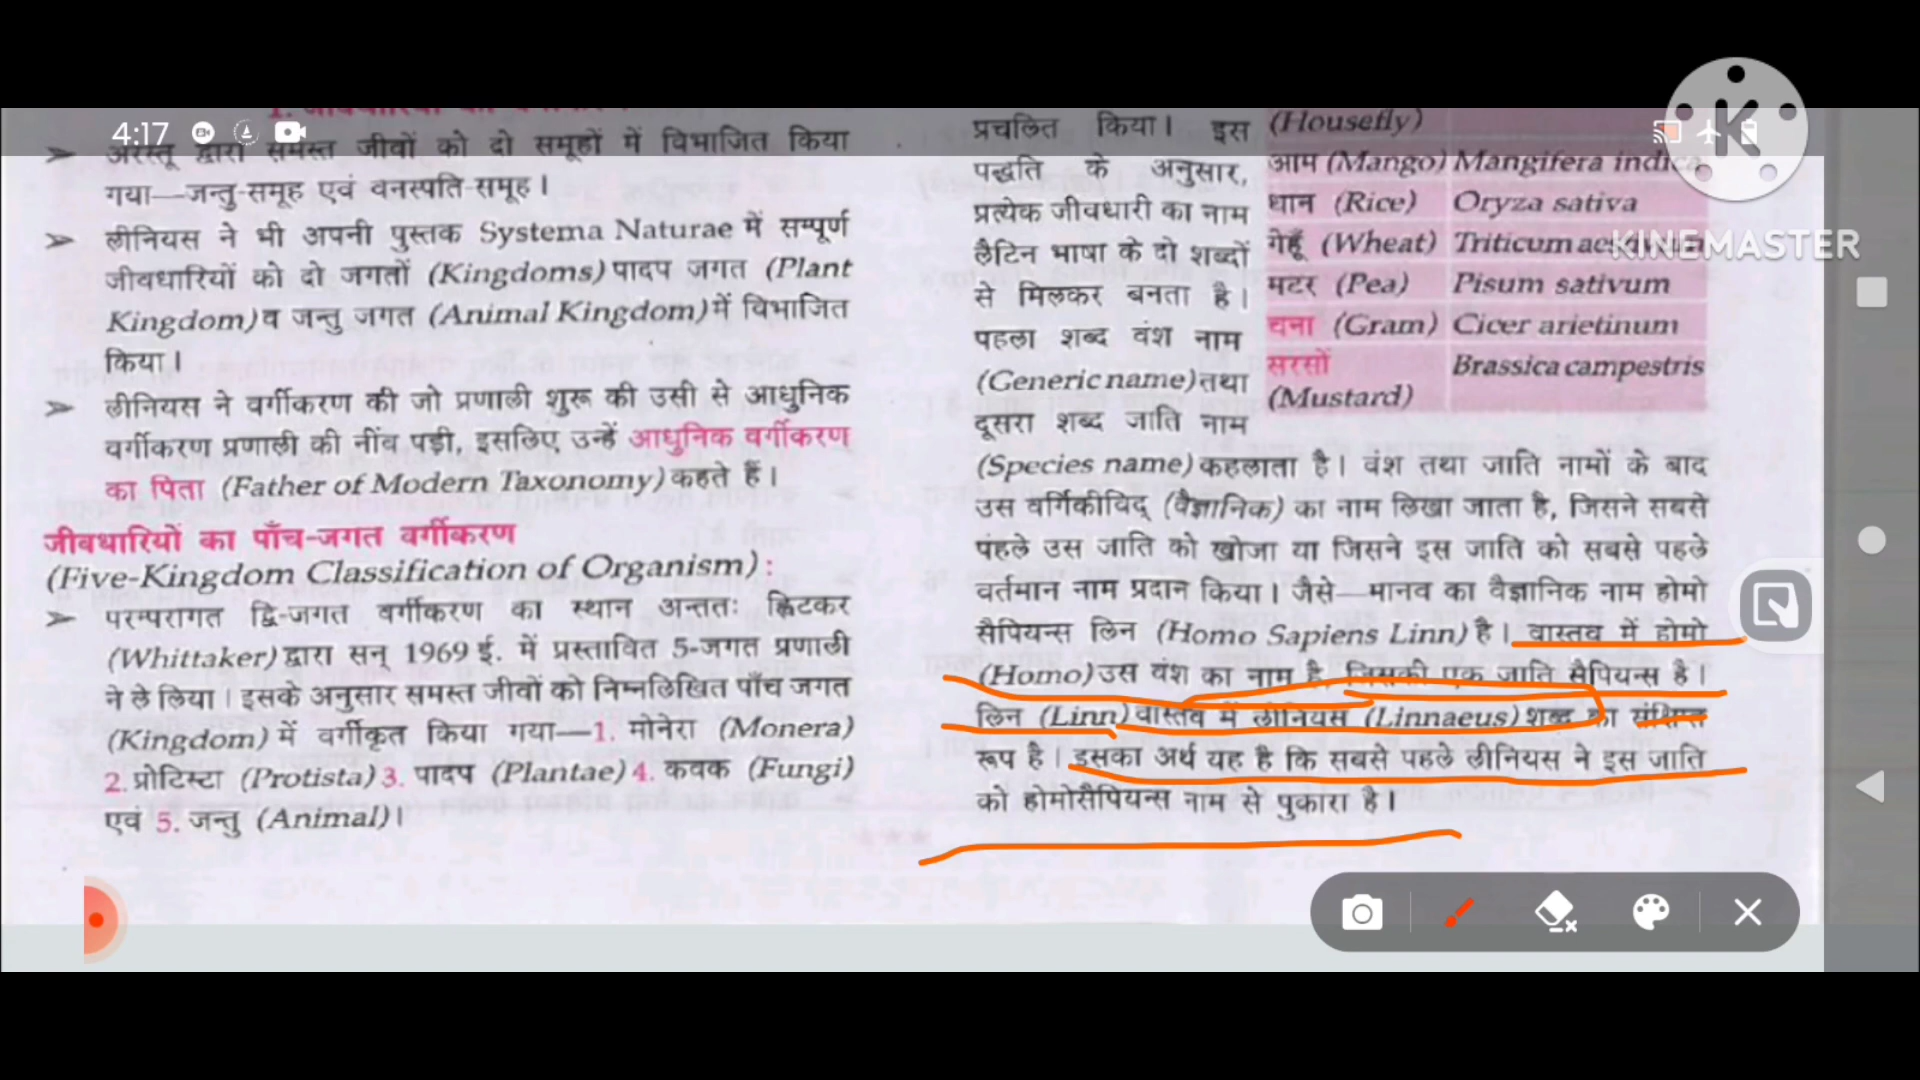 4:17
अरस्तू द्वारा समस्त जीवों को दो समूहों में विभाजित किया
गया—जन्तु-समूह एवं वनस्पति-समूह।
लीनियस ने भी अपनी पुस्तक Systema Naturae में सम्पूर्ण
जीवधारियों को दो जगतों (Kingdoms) पादप जगत (Plant
Kingdom) व जन्तु जगत (Animal Kingdom) में विभाजित
किया।
लीनियस ने वर्गीकरण की जो प्रणाली शुरू की उसी से आधुनिक
वर्गीकरण प्रणाली की नींव पड़ी, इसलिए उन्हें आधुनिक वर्गीकरण
का पिता (Father of Modern Taxonomy) कहते हैं।
जीवधारियों का पाँच-जगत वर्गीकरण
(Five-Kingdom Classification of Organism) :
परम्परागत द्वि-जगत वर्गीकरण का स्थान अन्ततः ह्विटकर
(Whittaker) द्वारा सन् 1969 ई. में प्रस्तावित 5-जगत प्रणाली
ने ले लिया। इसके अनुसार समस्त जीवों को निम्नलिखित पाँच जगत
(Kingdom) में वर्गीकृत किया गया—1. मोनेरा (Monera)
2. प्रोटिस्टा (Protista) 3. पादप (Plantae) 4. कवक (Fungi)
एवं 5. जन्तु (Animal)।
प्रचलित किया। इस
पद्धति के अनुसार,
प्रत्येक जीवधारी का नाम
लैटिन भाषा के दो शब्दों
से मिलकर बनता है।
पहला शब्द वंश नाम
(Generic name) तथा
दूसरा शब्द जाति नाम
(Housefly)
आम (Mango) Mangifera indica
धान (Rice) Oryza sativa
गेहूँ (Wheat) Triticum aestivum
मटर (Pea) Pisum sativum
चना (Gram) Cicer arietinum
सरसों Brassica campestris
(Mustard)
(Species name) कहलाता है। वंश तथा जाति नामों के बाद
उस वर्गिकीविद् (वैज्ञानिक) का नाम लिखा जाता है, जिसने सबसे
पहले उस जाति को खोजा या जिसने इस जाति को सबसे पहले
वर्तमान नाम प्रदान किया। जैसे—मानव का वैज्ञानिक नाम होमो
सैपियन्स लिन (Homo Sapiens Linn) है। वास्तव में होमो
(Homo) उस वंश का नाम है, जिसकी एक जाति सैपियन्स है।
लिन (Linn) वास्तव में लीनियस (Linnaeus) शब्द का संक्षिप्त
रूप है। इसका अर्थ यह है कि सबसे पहले लीनियस ने इस जाति
को होमोसैपियन्स नाम से पुकारा है।
K
KINEMASTER